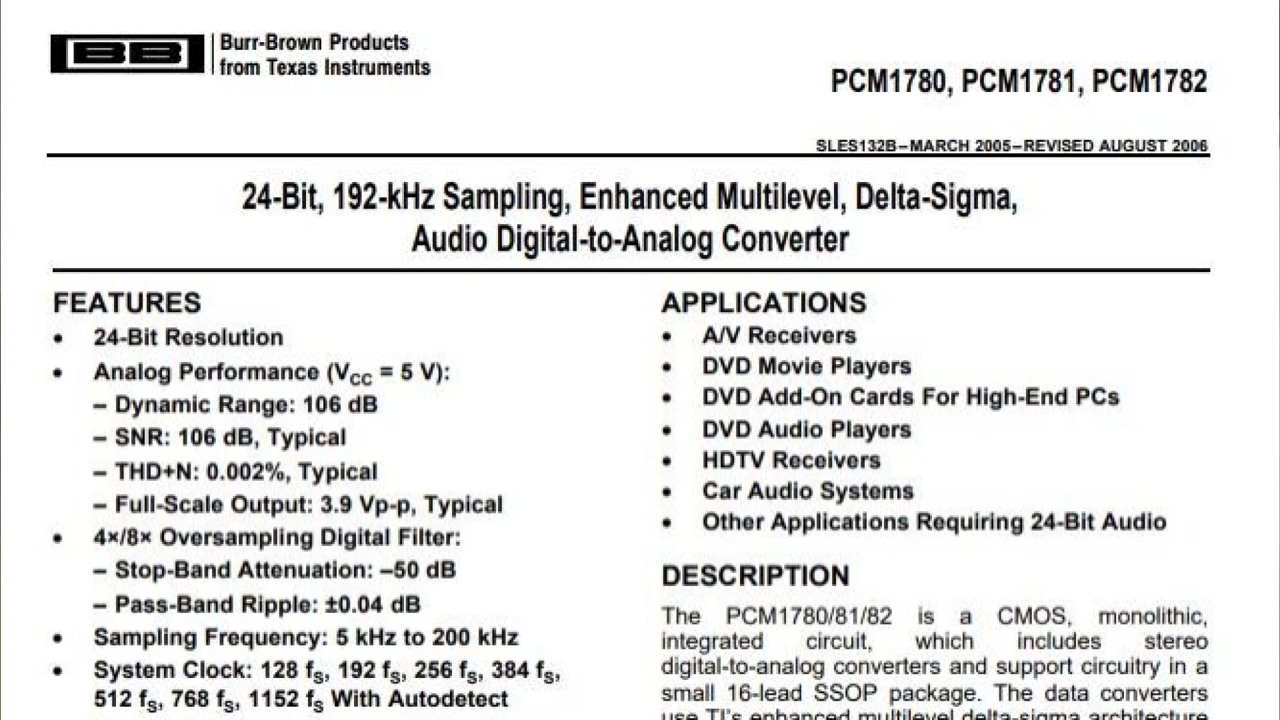 BB
Burr-Brown Products
from Texas Instruments
PCM1780, PCM1781, PCM1782
SLES132B–MARCH 2005–REVISED AUGUST 2006
24-Bit, 192-kHz Sampling, Enhanced Multilevel, Delta-Sigma,
Audio Digital-to-Analog Converter
FEATURES
• 24-Bit Resolution
• Analog Performance (VCC = 5 V):
– Dynamic Range: 106 dB
– SNR: 106 dB, Typical
– THD+N: 0.002%, Typical
– Full-Scale Output: 3.9 Vp-p, Typical
• 4×/8× Oversampling Digital Filter:
– Stop-Band Attenuation: –50 dB
– Pass-Band Ripple: ±0.04 dB
• Sampling Frequency: 5 kHz to 200 kHz
• System Clock: 128 fS, 192 fS, 256 fS, 384 fS,
512 fS, 768 fS, 1152 fS With Autodetect
APPLICATIONS
• A/V Receivers
• DVD Movie Players
• DVD Add-On Cards For High-End PCs
• DVD Audio Players
• HDTV Receivers
• Car Audio Systems
• Other Applications Requiring 24-Bit Audio
DESCRIPTION
The PCM1780/81/82 is a CMOS, monolithic,
integrated circuit, which includes stereo
digital-to-analog converters and support circuitry in a
small 16-lead SSOP package. The data converters
use TI's enhanced multilevel delta-sigma architecture